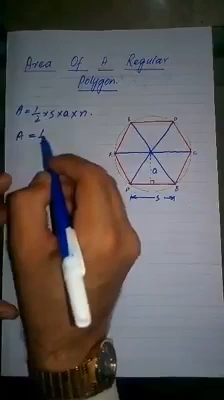 Area Of A Regular
Polygon.
A = 1/2 × s × a × n.
A =
a
s